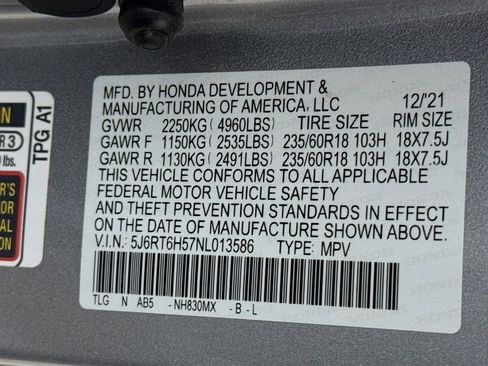 MFD. BY HONDA DEVELOPMENT &
MANUFACTURING OF AMERICA, LLC 12/'21
GVWR 2250KG( 4960LBS) TIRE SIZE RIM SIZE
GAWR F 1150KG( 2535LBS) 235/60R18 103H 18X7.5J
GAWR R 1130KG( 2491LBS) 235/60R18 103H 18X7.5J
THIS VEHICLE CONFORMS TO ALL APPLICABLE
FEDERAL MOTOR VEHICLE SAFETY
AND THEFT PREVENTION STANDARDS IN EFFECT
ON THE DATE OF MANUFACTURE SHOWN ABOVE.
V.I.N.: 5J6RT6H57NL013586 TYPE: MPV
TLG N AB5 -NH830MX -B-L
TPG A1